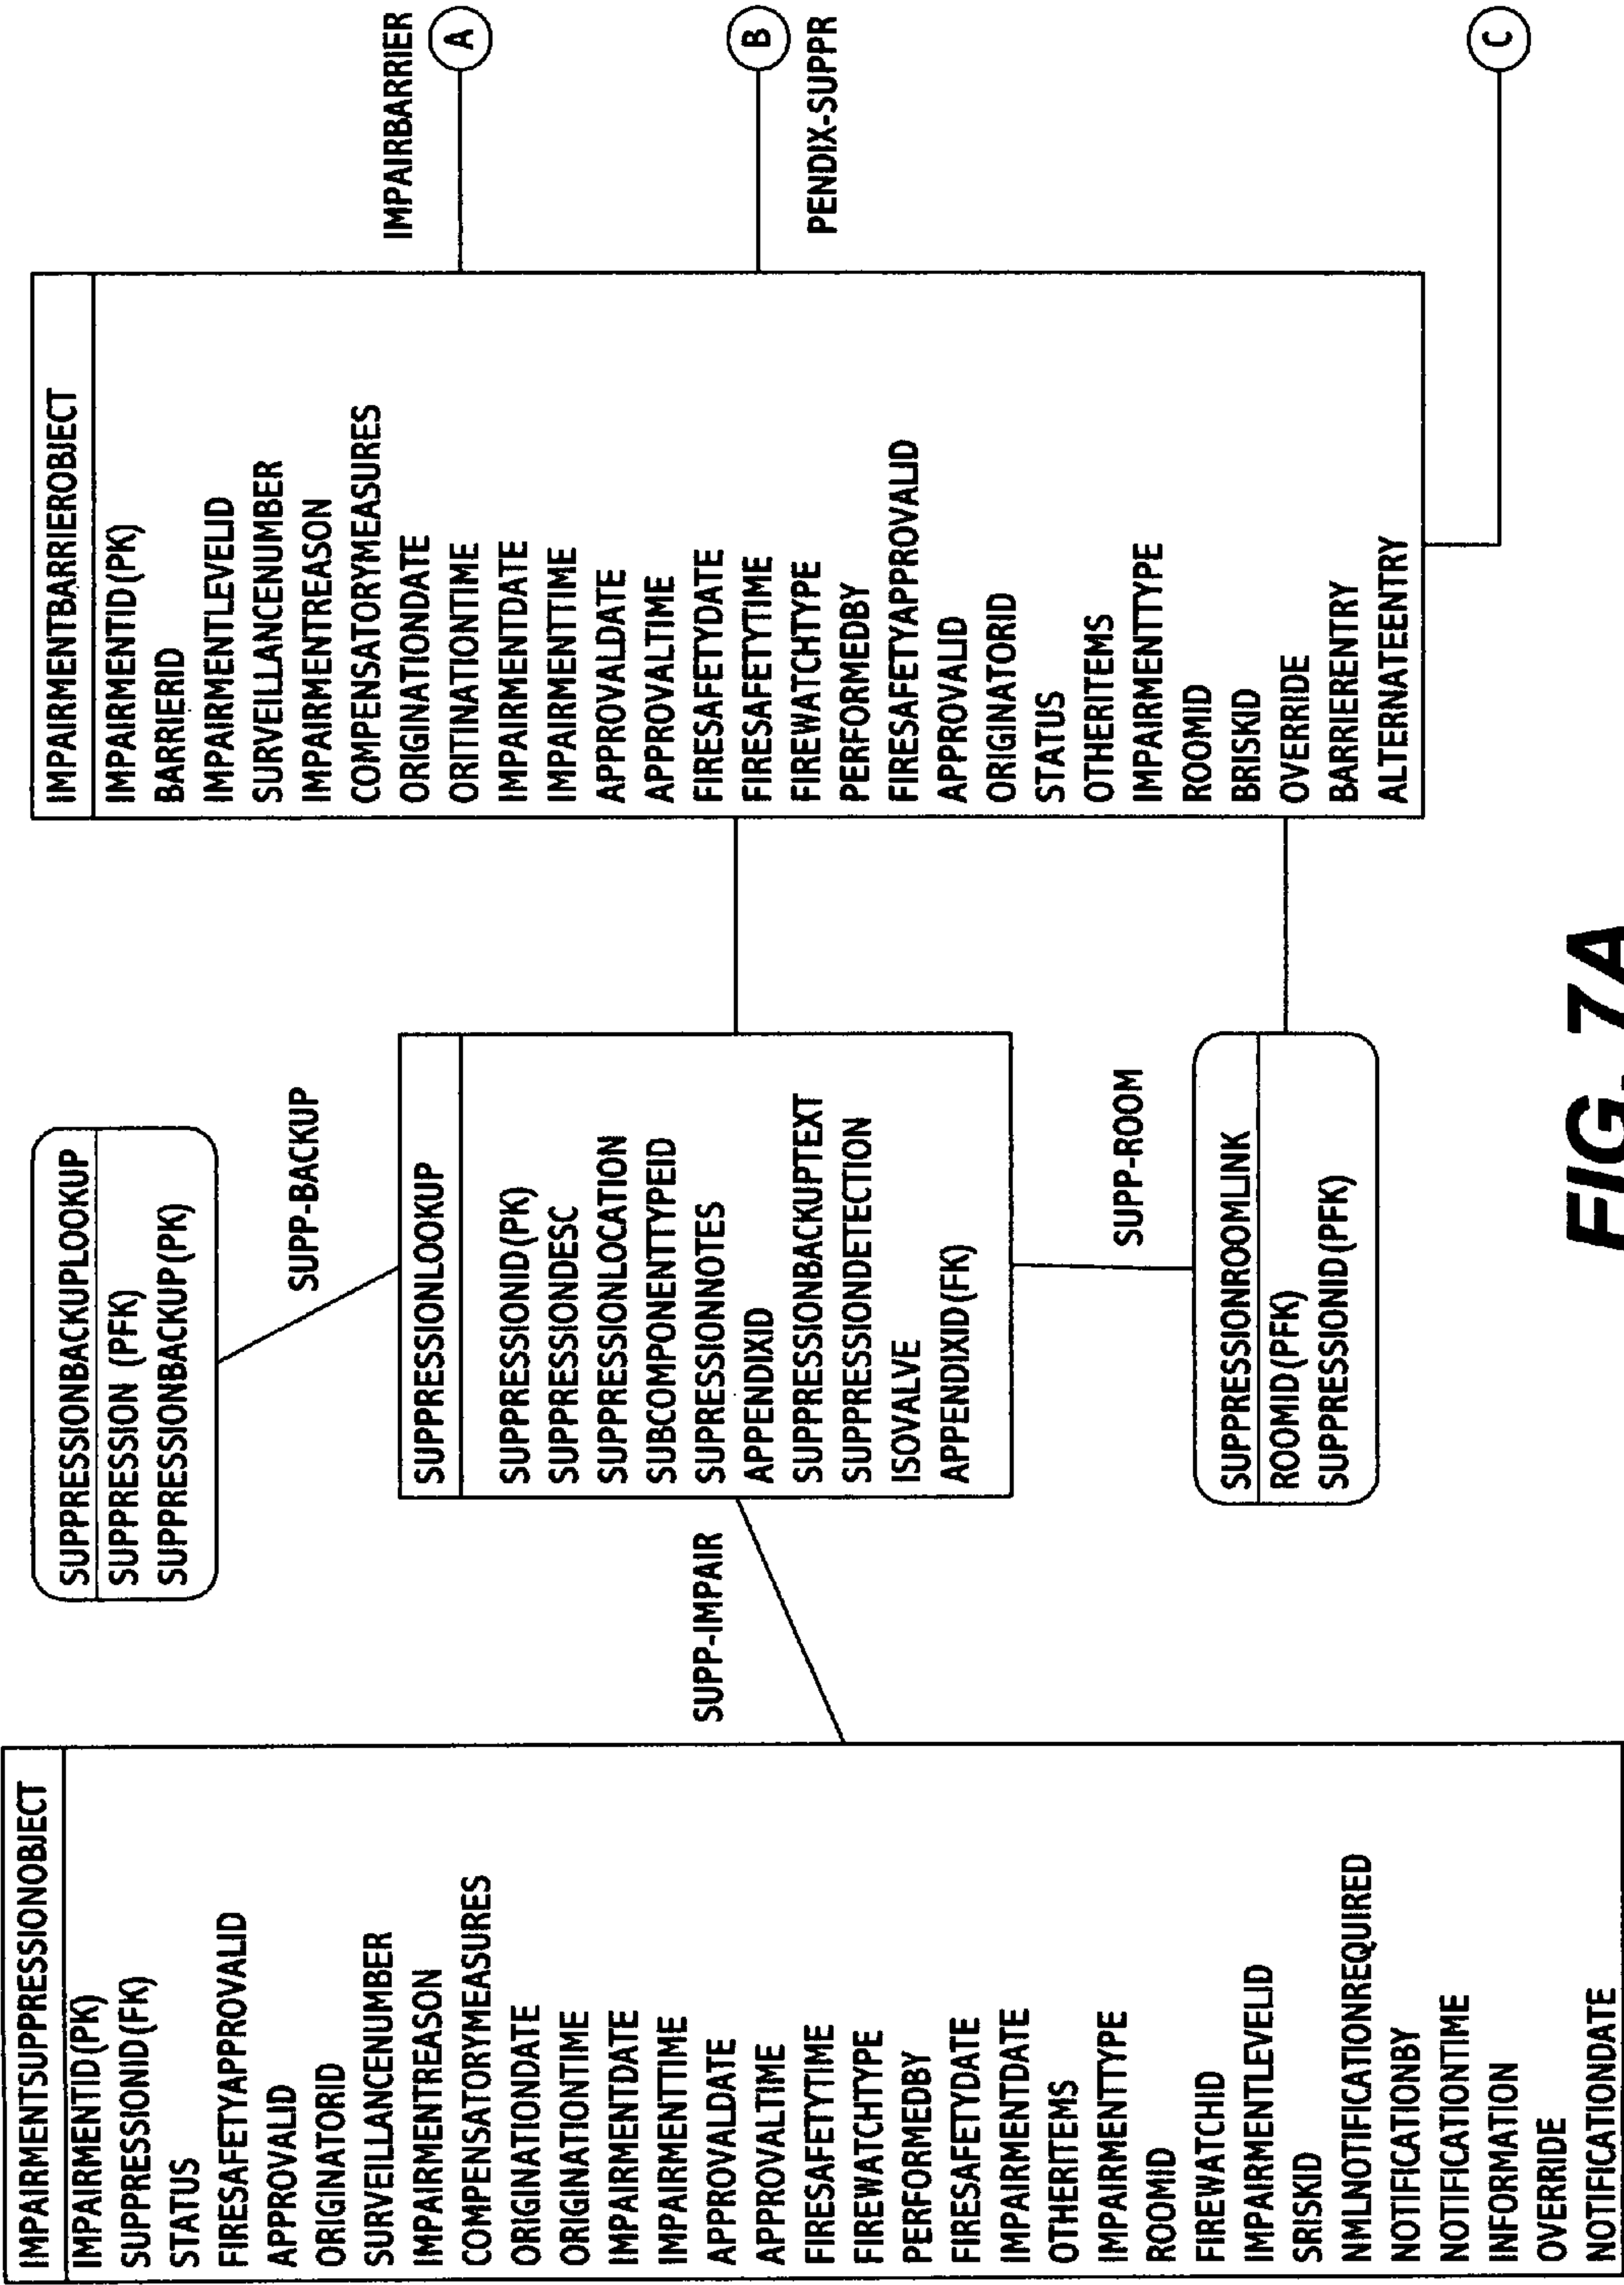 IMPAIRMENTSUPPRESSIONOBJECT
IMPAIRMENTID(PK)
SUPPRESSIONID(FK)
STATUS
FIRESAFETYAPPROVALID
APPROVALID
ORIGINATORID
SURVEILLANCENUMBER
IMPAIRMENTREASON
COMPENSATORYMEASURES
ORIGINATIONDATE
ORIGINATIONTIME
IMPAIRMENTDATE
IMPAIRMENTTIME
APPROVALDATE
APPROVALTIME
FIRESAFETYTIME
FIREWATCHTYPE
PERFORMEDBY
FIRESAFETYDATE
IMPAIRMENTDATE
OTHERITEMS
IMPAIRMENTTYPE
ROOMID
FIREWATCHID
IMPAIRMENTLEVELID
SRISKID
NMLNOTIFICATIONREQUIRED
NOTIFICATIONBY
NOTIFICATIONTIME
INFORMATION
OVERRIDE
NOTIFICATIONDATE
SUPP-IMPAIR
SUPPRESSIONBACKUPLOOKUP
SUPPRESSION (PFK)
SUPPRESSIONBACKUP(PK)
SUPP-BACKUP
SUPPRESSIONLOOKUP
SUPPRESSIONID(PK)
SUPPRESSIONDESC
SUPPRESSIONLOCATION
SUBCOMPONENTTYPEID
SUPPRESSIONNOTES
APPENDIXID
SUPPRESSIONBACKUPTEXT
SUPPRESSIONDETECTION
ISOVALVE
APPENDIXID(FK)
SUPP-ROOM
SUPPRESSIONROOMLINK
ROOMID(PFK)
SUPPRESSIONID(PFK)
IMPAIRMENTBARRIEROBJECT
IMPAIRMENTID(PK)
BARRIERID
IMPAIRMENTLEVELID
SURVEILLANCENUMBER
IMPAIRMENTREASON
COMPENSATORYMEASURES
ORIGINATIONDATE
ORITINATIONTIME
IMPAIRMENTDATE
IMPAIRMENTTIME
APPROVALDATE
APPROVALTIME
FIRESAFETYDATE
FIRESAFETYTIME
FIREWATCHTYPE
PERFORMEDBY
FIRESAFETYAPPROVALID
APPROVALID
ORIGINATORID
STATUS
OTHERITEMS
IMPAIRMENTTYPE
ROOMID
BRISKID
OVERRIDE
BARRIERENTRY
ALTERNATEENTRY
IMPAIRBARRIER
A
B
PENDIX-SUPPR
C
FIG. 7A